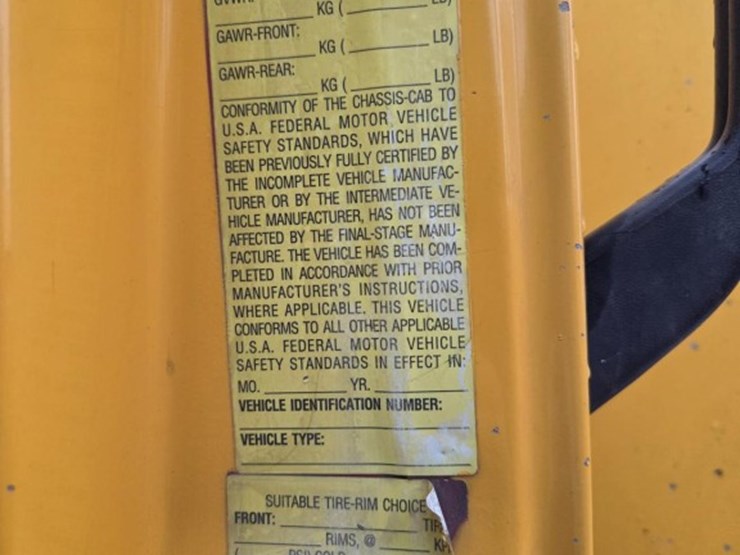 KG ( LB)
GAWR-FRONT:
KG ( LB)
GAWR-REAR:
KG ( LB)
CONFORMITY OF THE CHASSIS-CAB TO
U.S.A. FEDERAL MOTOR VEHICLE
SAFETY STANDARDS, WHICH HAVE
BEEN PREVIOUSLY FULLY CERTIFIED BY
THE INCOMPLETE VEHICLE MANUFAC-
TURER OR BY THE INTERMEDIATE VE-
HICLE MANUFACTURER, HAS NOT BEEN
AFFECTED BY THE FINAL-STAGE MANU-
FACTURE. THE VEHICLE HAS BEEN COM-
PLETED IN ACCORDANCE WITH PRIOR
MANUFACTURER'S INSTRUCTIONS,
WHERE APPLICABLE. THIS VEHICLE
CONFORMS TO ALL OTHER APPLICABLE
U.S.A. FEDERAL MOTOR VEHICLE
SAFETY STANDARDS IN EFFECT IN:
MO. YR.
VEHICLE IDENTIFICATION NUMBER:
VEHICLE TYPE:
SUITABLE TIRE-RIM CHOICE
FRONT:
RIMS, @